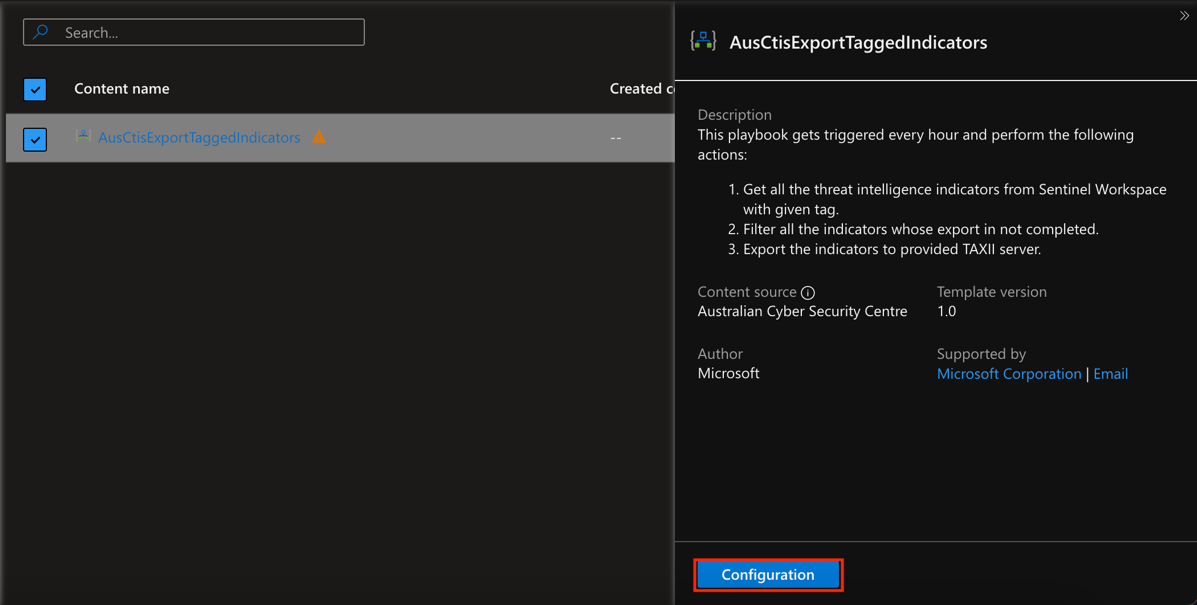 Search...
Content name
Created c
AusCtisExportTaggedIndicators
--
AusCtisExportTaggedIndicators
Description
This playbook gets triggered every hour and perform the following
actions:
1. Get all the threat intelligence indicators from Sentinel Workspace
with given tag.
2. Filter all the indicators whose export in not completed.
3. Export the indicators to provided TAXII server.
Content source
Template version
Australian Cyber Security Centre
1.0
Author
Supported by
Microsoft
Microsoft Corporation | Email
Configuration